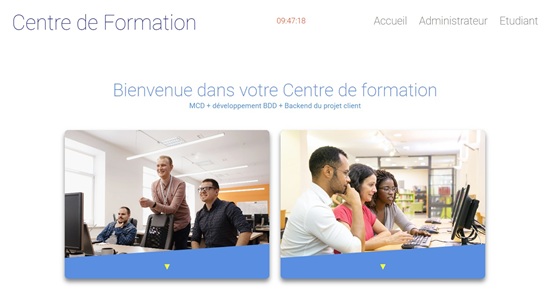 Centre de Formation
09:47:18
Accueil Administrateur Etudiant
Bienvenue dans votre Centre de formation
MCD + développement BDD + Backend du projet client